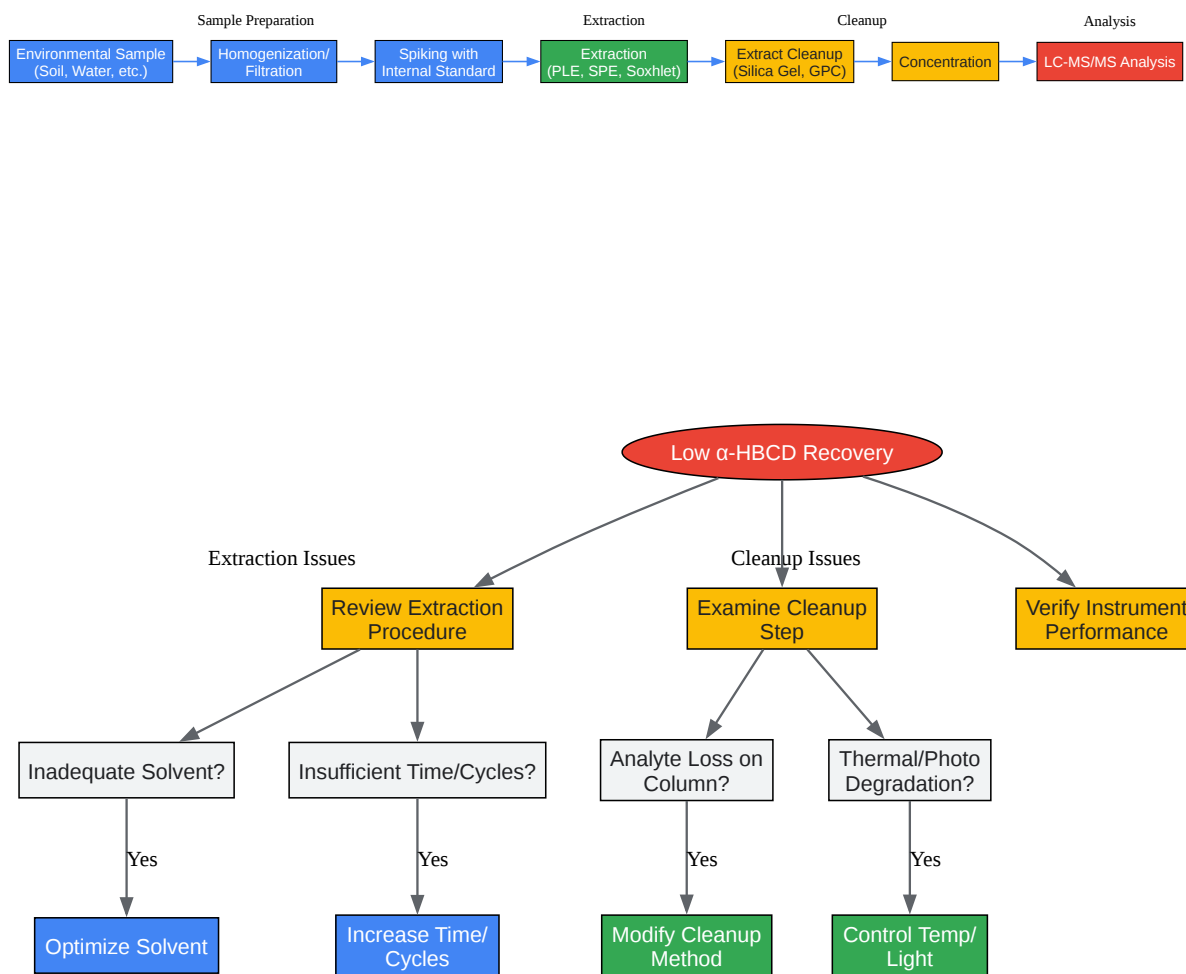 Sample Preparation
Extraction
Cleanup
Analysis
Environmental Sample
(Soil, Water, etc.)
Homogenization/
Filtration
Spiking with
Internal Standard
Extraction
(PLE, SPE, Soxhlet)
Extract Cleanup
(Silica Gel, GPC)
Concentration
LC-MS/MS Analysis
Low α-HBCD Recovery
Extraction Issues
Cleanup Issues
Review Extraction
Procedure
Examine Cleanup
Step
Verify Instrument
Performance
Inadequate Solvent?
Insufficient Time/Cycles?
Analyte Loss on
Column?
Thermal/Photo
Degradation?
Yes
Yes
Yes
Yes
Optimize Solvent
Increase Time/
Cycles
Modify Cleanup
Method
Control Temp/
Light